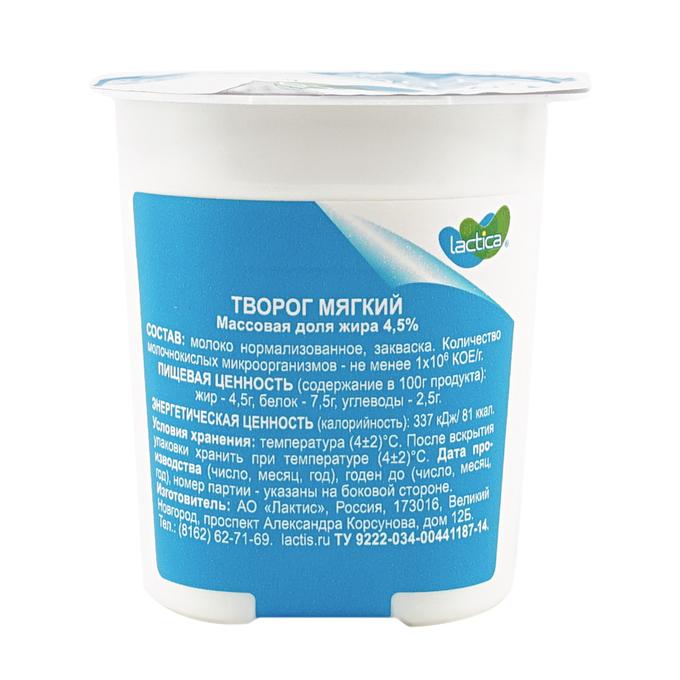 lactica®
ТВОРОГ МЯГКИЙ
Массовая доля жира 4,5%
СОСТАВ: молоко нормализованное, закваска. Количество
молочнокислых микроорганизмов - не менее 1х10⁶ КОЕ/г.
ПИЩЕВАЯ ЦЕННОСТЬ (содержание в 100г продукта):
жир - 4,5г, белок - 7,5г, углеводы - 2,5г.
ЭНЕРГЕТИЧЕСКАЯ ЦЕННОСТЬ (калорийность): 337 кДж/ 81 ккал.
Условия хранения: температура (4±2)°С. После вскрытия
упаковки хранить при температуре (4±2)°С. Дата про-
изводства (число, месяц, год), годен до (число, месяц,
год), номер партии - указаны на боковой стороне.
Изготовитель: АО «Лактис», Россия, 173016, Великий
Новгород, проспект Александра Корсунова, дом 12Б.
Тел.: (8162) 62-71-69. lactis.ru ТУ 9222-034-00441187-14.